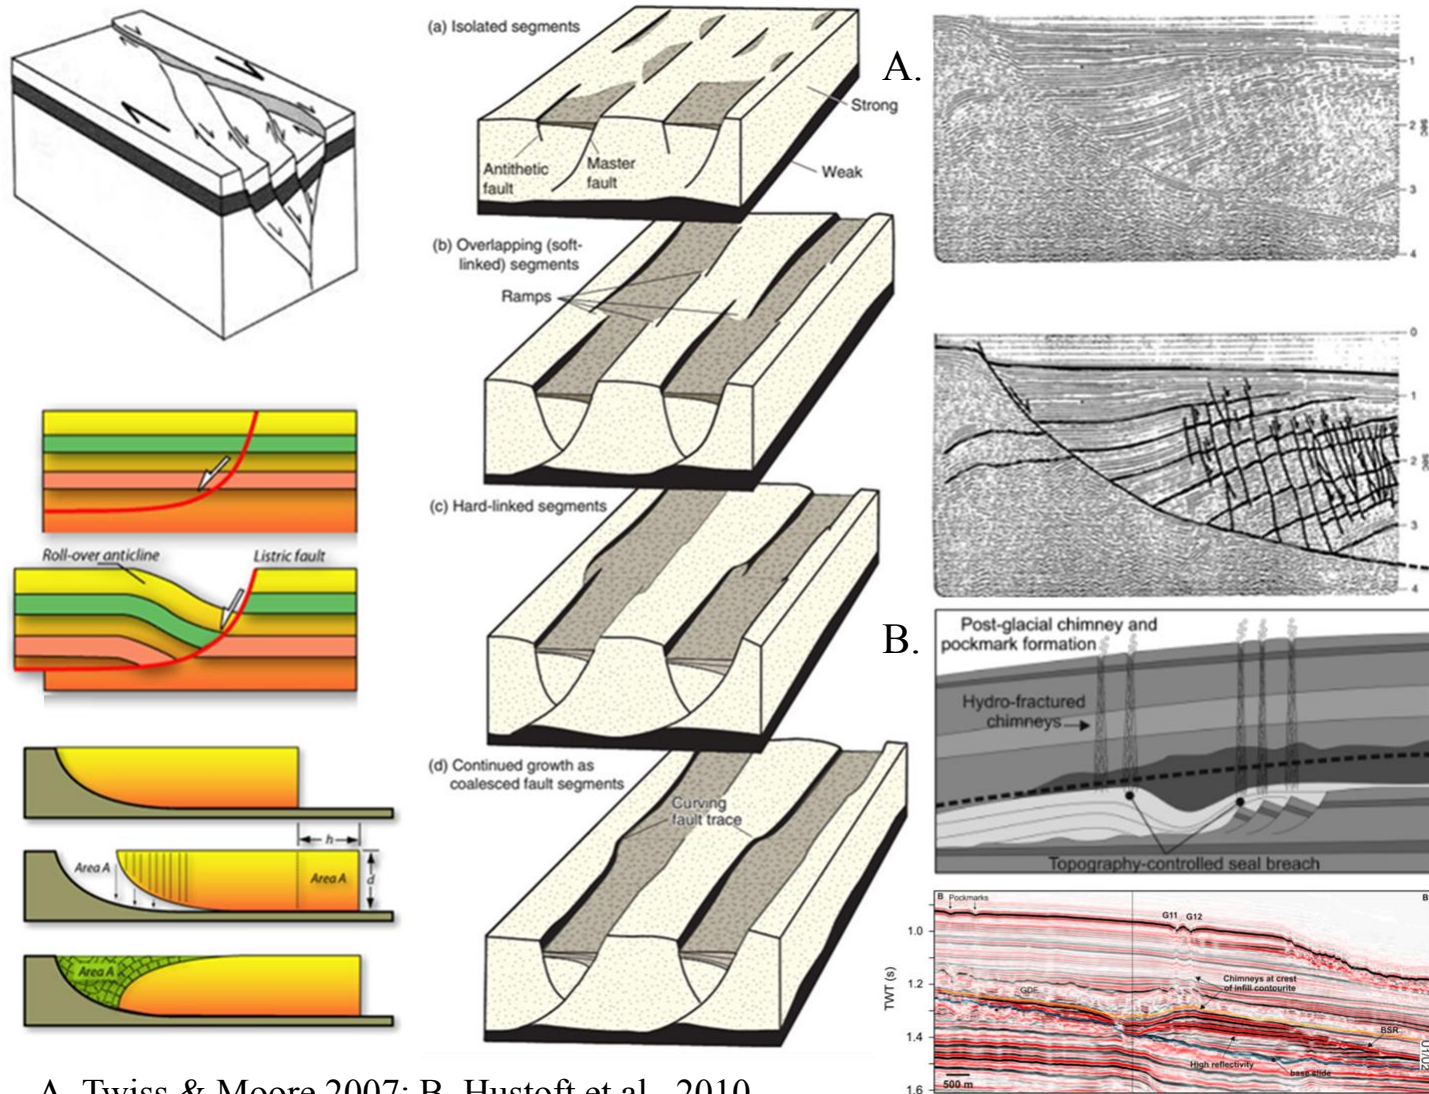 (a) Isolated segments
Strong
Weak
Antithetic
fault
Master
fault
(b) Overlapping (soft-
linked) segments
Ramps
(c) Hard-linked segments
(d) Continued growth as
coalesced fault segments
Curving
fault trace
Roll-over anticline
Listric fault
h
Area A
Area A
d
Area A
A.
1
2
3
4
sec
0
1
2
3
4
sec
B.
Post-glacial chimney and
pockmark formation
Hydro-fractured
chimneys
Topography-controlled seal breach
B
Pockmarks
G11
G12
B'
TWT (s)
1.0
1.2
1.4
1.6
GDF
Chimneys at crest
of infill contourite
BSR
High reflectivity
base slide
500 m
A. Twiss & Moore 2007; B. Hustoft et al., 2010